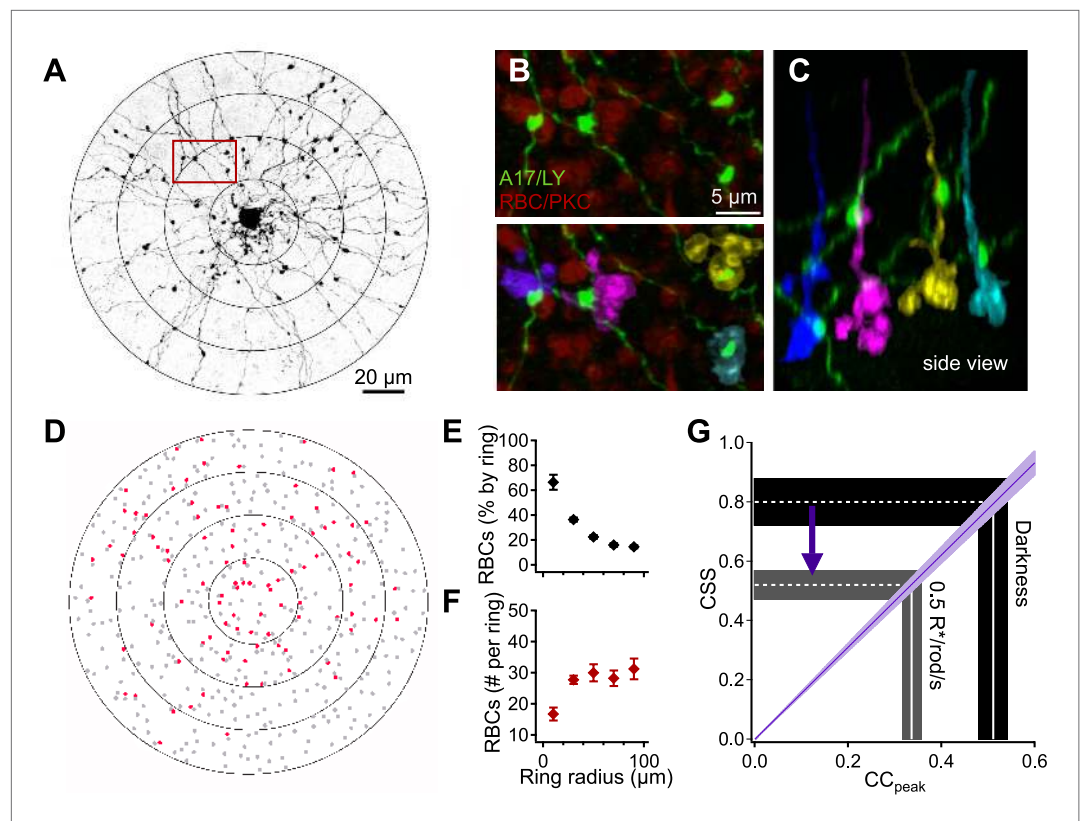 A
20 µm
B
A17/LY
RBC/PKC
5 µm
C
side view
D
E
100
80
60
40
20
0
RBCs (% by ring)
F
50
40
30
20
10
RBCs (# per ring)
0
100
Ring radius (µm)
G
1.0
0.8
0.6
0.4
0.2
0.0
CSS
Darkness
0.5 R*/rod/s
0.0
0.2
0.4
0.6
CCpeak